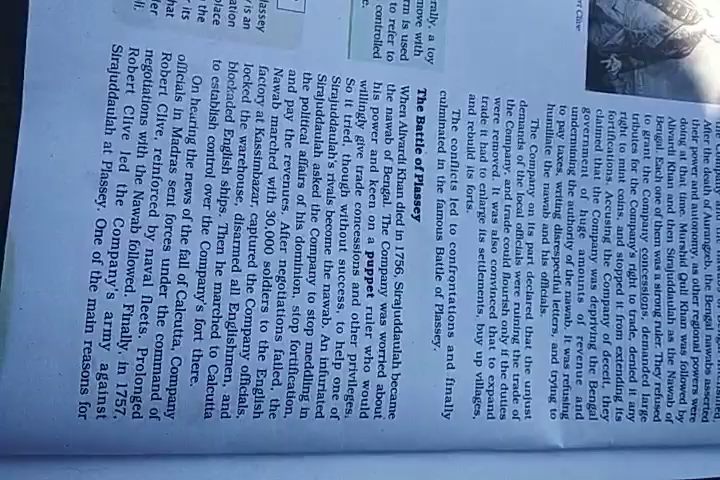 After the death of Aurangzeb, the Bengal nawabs asserted
their power and autonomy, as other regional powers were
doing at that time. Murshid Quli Khan was followed by
Alivardi Khan and then Sirajuddaulah as the Nawab of
Bengal. Each one of them was a strong ruler. They refused
to grant the Company concessions, demanded large
tributes for the Company's right to trade, denied it any
right to mint coins, and stopped it from extending its
fortifications. Accusing the Company of deceit, they
claimed that the Company was depriving the Bengal
government of huge amounts of revenue and
undermining the authority of the nawab. It was refusing
to pay taxes, writing disrespectful letters, and trying to
humiliate the nawab and his officials.
The Company on its part declared that the unjust
demands of the local officials were ruining the trade of
the Company, and trade could flourish only if the duties
were removed. It was also convinced that to expand
trade it had to enlarge its settlements, buy up villages,
and rebuild its forts.
The conflicts led to confrontations and finally
culminated in the famous Battle of Plassey.
The Battle of Plassey
When Alivardi Khan died in 1756, Sirajuddaulah became
the nawab of Bengal. The Company was worried about
his power and keen on a puppet ruler who would
willingly give trade concessions and other privileges.
So it tried, though without success, to help one of
Sirajuddaulah's rivals become the nawab. An infuriated
Sirajuddaulah asked the Company to stop meddling in
the political affairs of his dominion, stop fortification,
and pay the revenues. After negotiations failed, the
Nawab marched with 30,000 soldiers to the English
factory at Kassimbazar, captured the Company officials,
locked the warehouse, disarmed all Englishmen, and
blockaded English ships. Then he marched to Calcutta
to establish control over the Company's fort there.
On hearing the news of the fall of Calcutta, Company
officials in Madras sent forces under the command of
Robert Clive, reinforced by naval fleets. Prolonged
negotiations with the Nawab followed. Finally, in 1757,
Robert Clive led the Company's army against
Sirajuddaulah at Plassey. One of the main reasons for
Clive
a toy
move with
is used
to refer to
controlled
lassey
is an
ation
place
the
its
hat